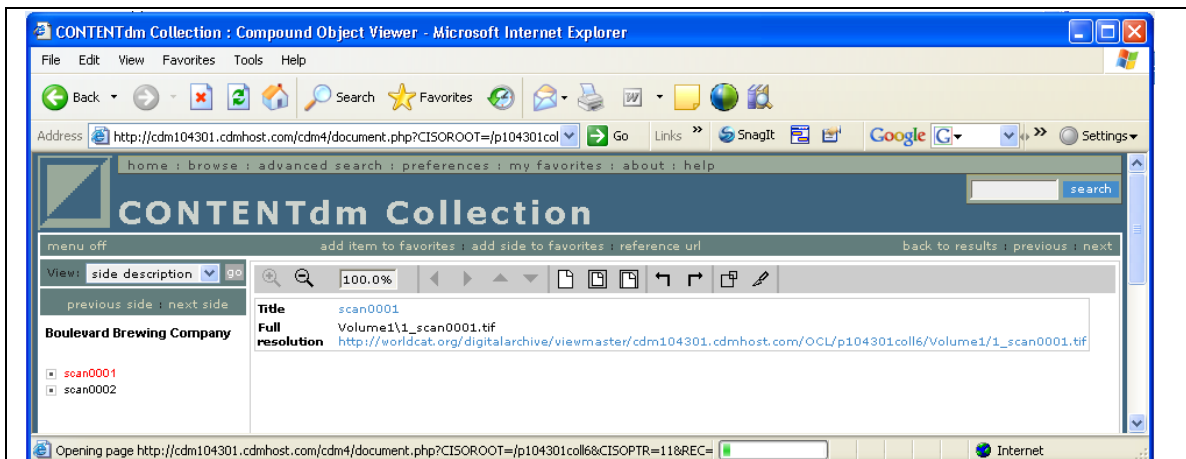 CONTENTdm Collection : Compound Object Viewer - Microsoft Internet Explorer
File Edit View Favorites Tools Help
Back Search Favorites W
Address http://cdm104301.cdmhost.com/cdm4/document.php?CISOROOT=/p104301col Go Links » SnagIt Google G » Settings
home : browse : advanced search : preferences : my favorites : about : help
search
CONTENTdm Collection
menu off add item to favorites : add side to favorites : reference url back to results : previous : next
View: side description go 100.0%
previous side : next side
Title scan0001
Boulevard Brewing Company
Full resolution Volume1\1_scan0001.tif
http://worldcat.org/digitalarchive/viewmaster/cdm104301.cdmhost.com/OCL/p104301coll6/Volume1/1_scan0001.tif
scan0001
scan0002
Opening page http://cdm104301.cdmhost.com/cdm4/document.php?CISOROOT=/p104301coll6&CISOPTR=11&REC= Internet